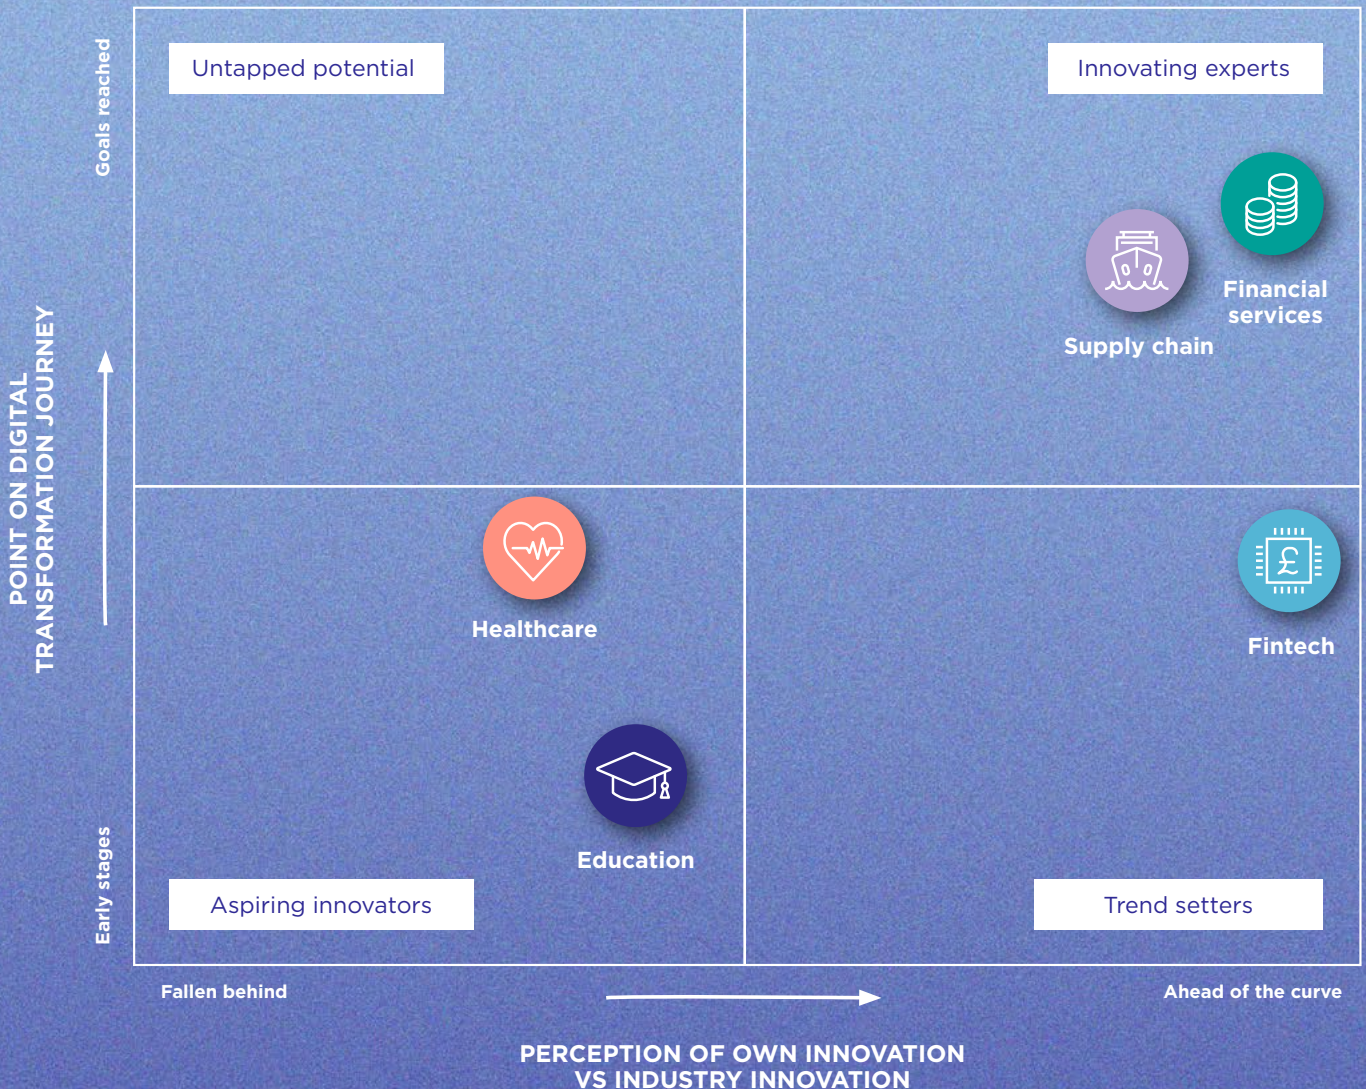 Untapped potential
Innovating experts
Goals reached
Financial
services
Supply chain
POINT ON DIGITAL
TRANSFORMATION JOURNEY
£
Healthcare
Fintech
Education
Early stages
Aspiring innovators
Trend setters
Fallen behind
Ahead of the curve
PERCEPTION OF OWN INNOVATION
VS INDUSTRY INNOVATION